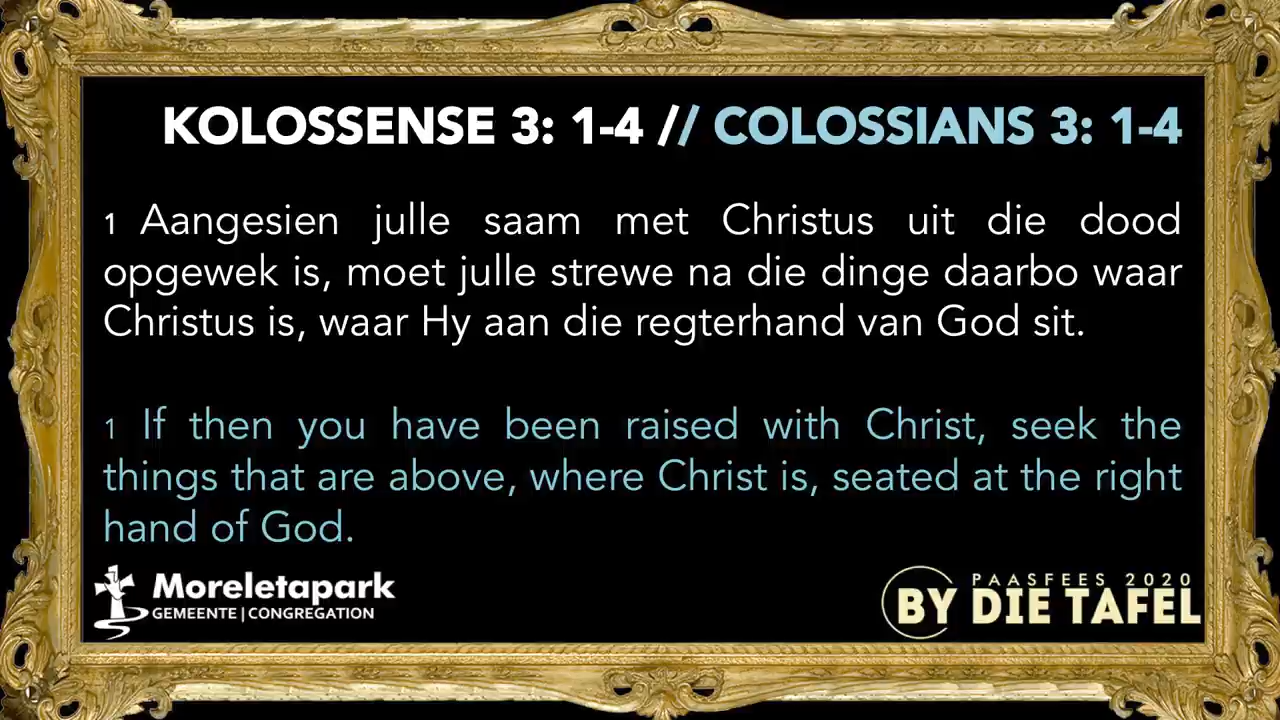 KOLOSSENSE 3: 1-4 // COLOSSIANS 3: 1-4
1 Aangesien julle saam met Christus uit die dood
opgewek is, moet julle strewe na die dinge daarbo waar
Christus is, waar Hy aan die regterhand van God sit.
1 If then you have been raised with Christ, seek the
things that are above, where Christ is, seated at the right
hand of God.
Moreletapark
GEMEENTE | CONGREGATION
PAASFEES 2020
BY DIE TAFEL